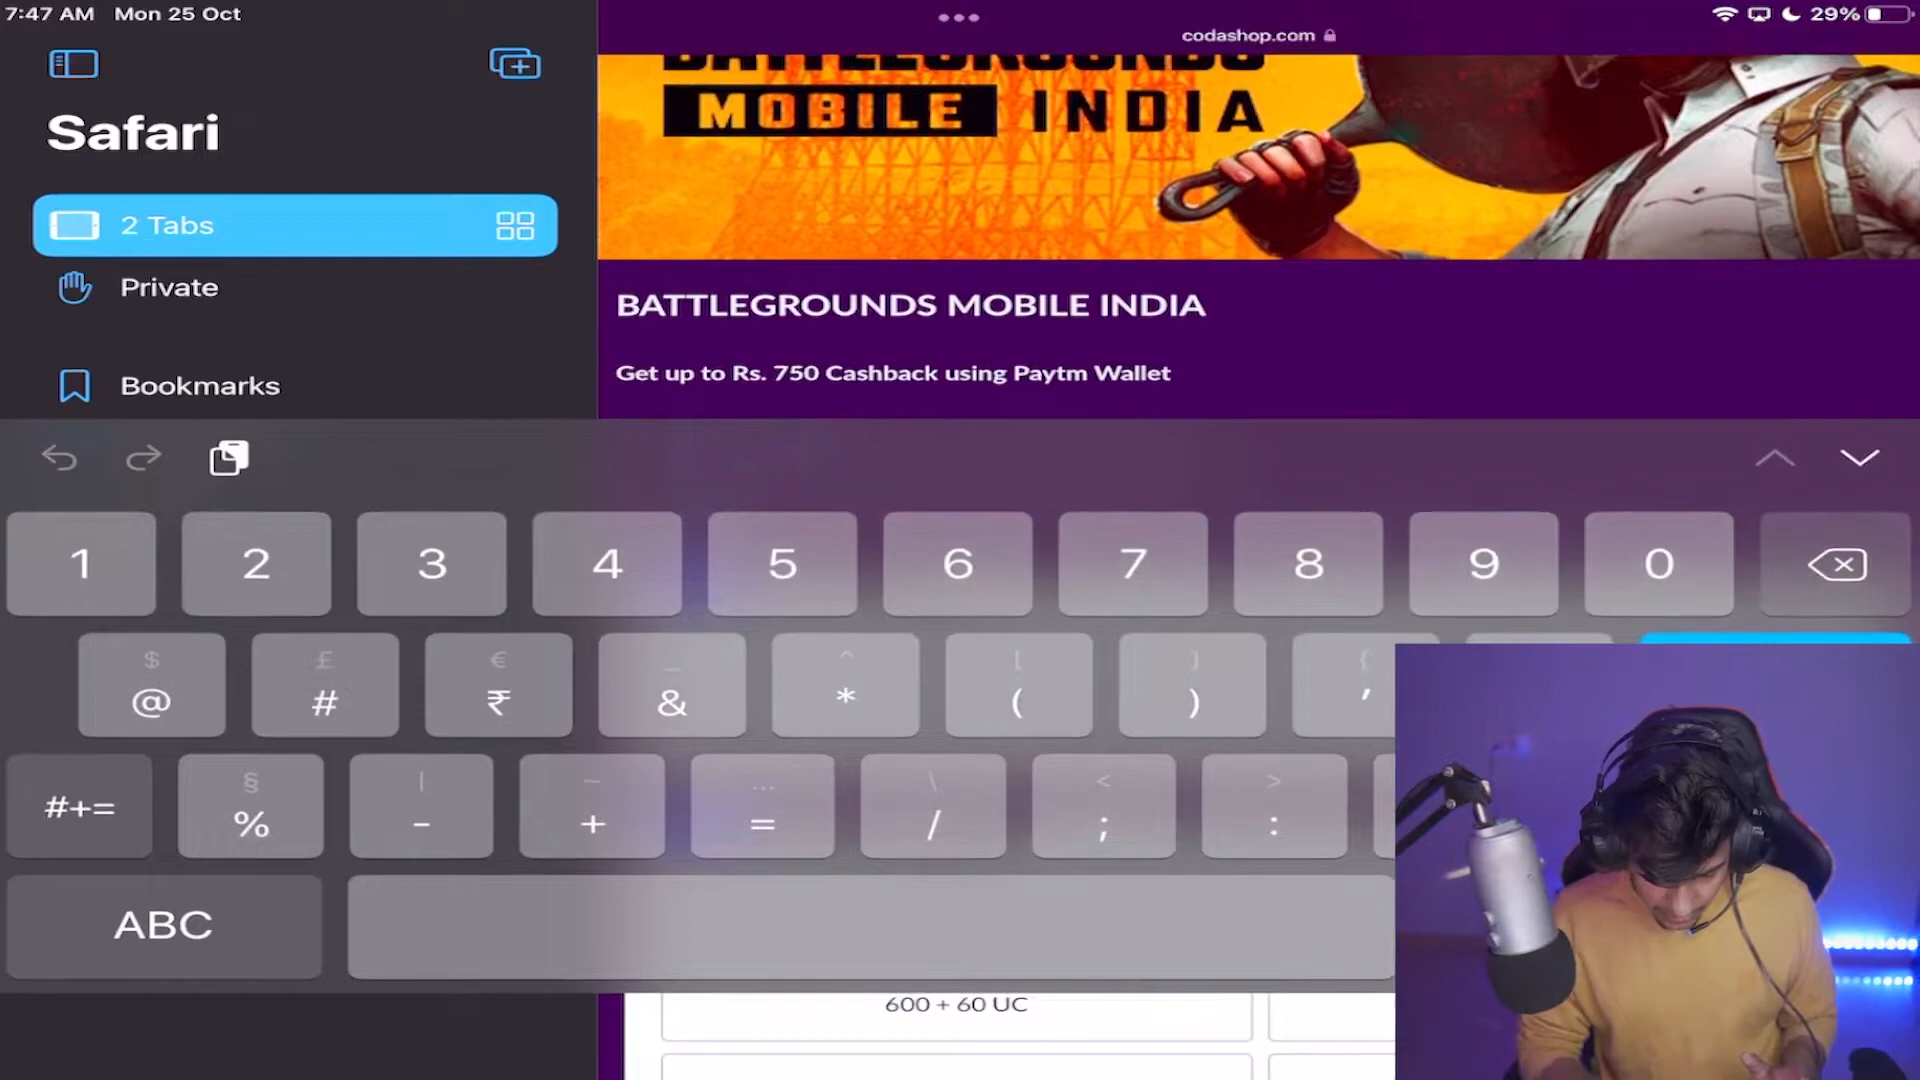 7:47 AM Mon 25 Oct
29%
codashop.com
Safari
BATTLEGROUNDS
MOBILE INDIA
2 Tabs
Private
BATTLEGROUNDS MOBILE INDIA
Get up to Rs. 750 Cashback using Paytm Wallet
Bookmarks
1 2 3 4 5 6 7 8 9 0
$ £ € _ ^ [ ] {
@ # ₹ & * ( ) '
§ | ~ … \ < >
#+= % - + = / ; :
ABC
600 + 60 UC